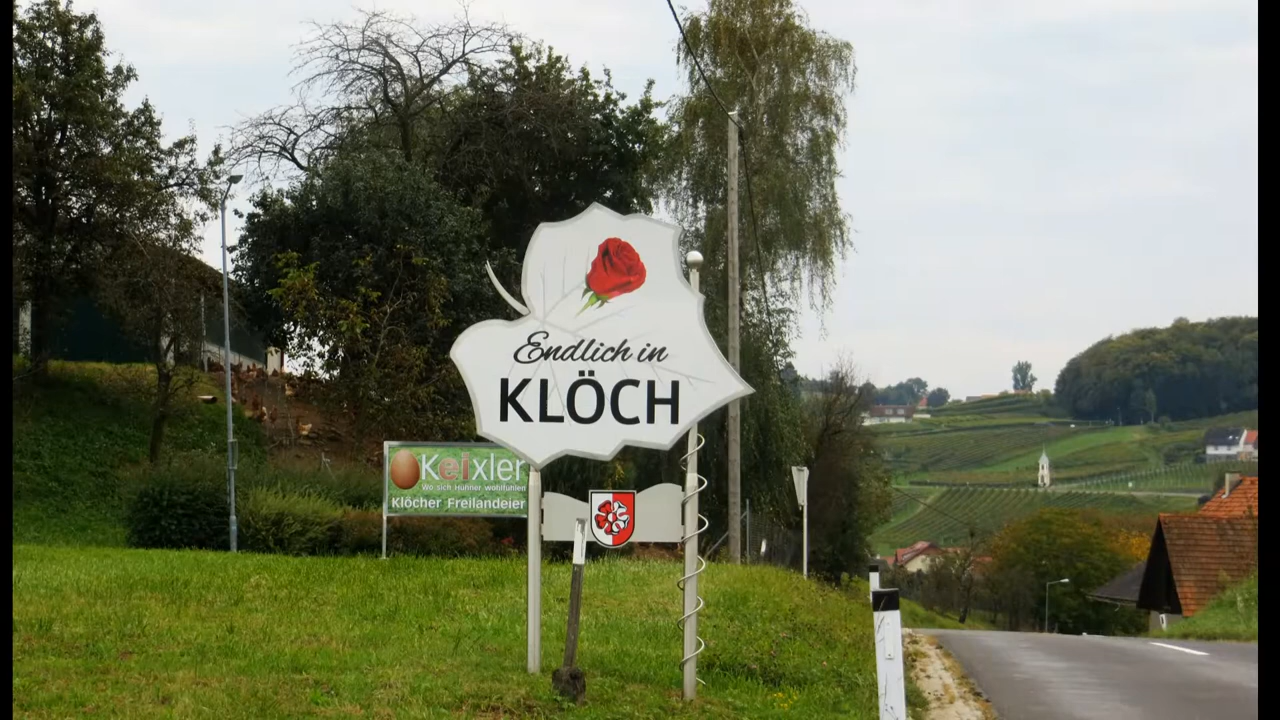 Endlich in
KLÖCH
Keixler
Wo sich Hühner wohlfühlen
Klöcher Freilandeier